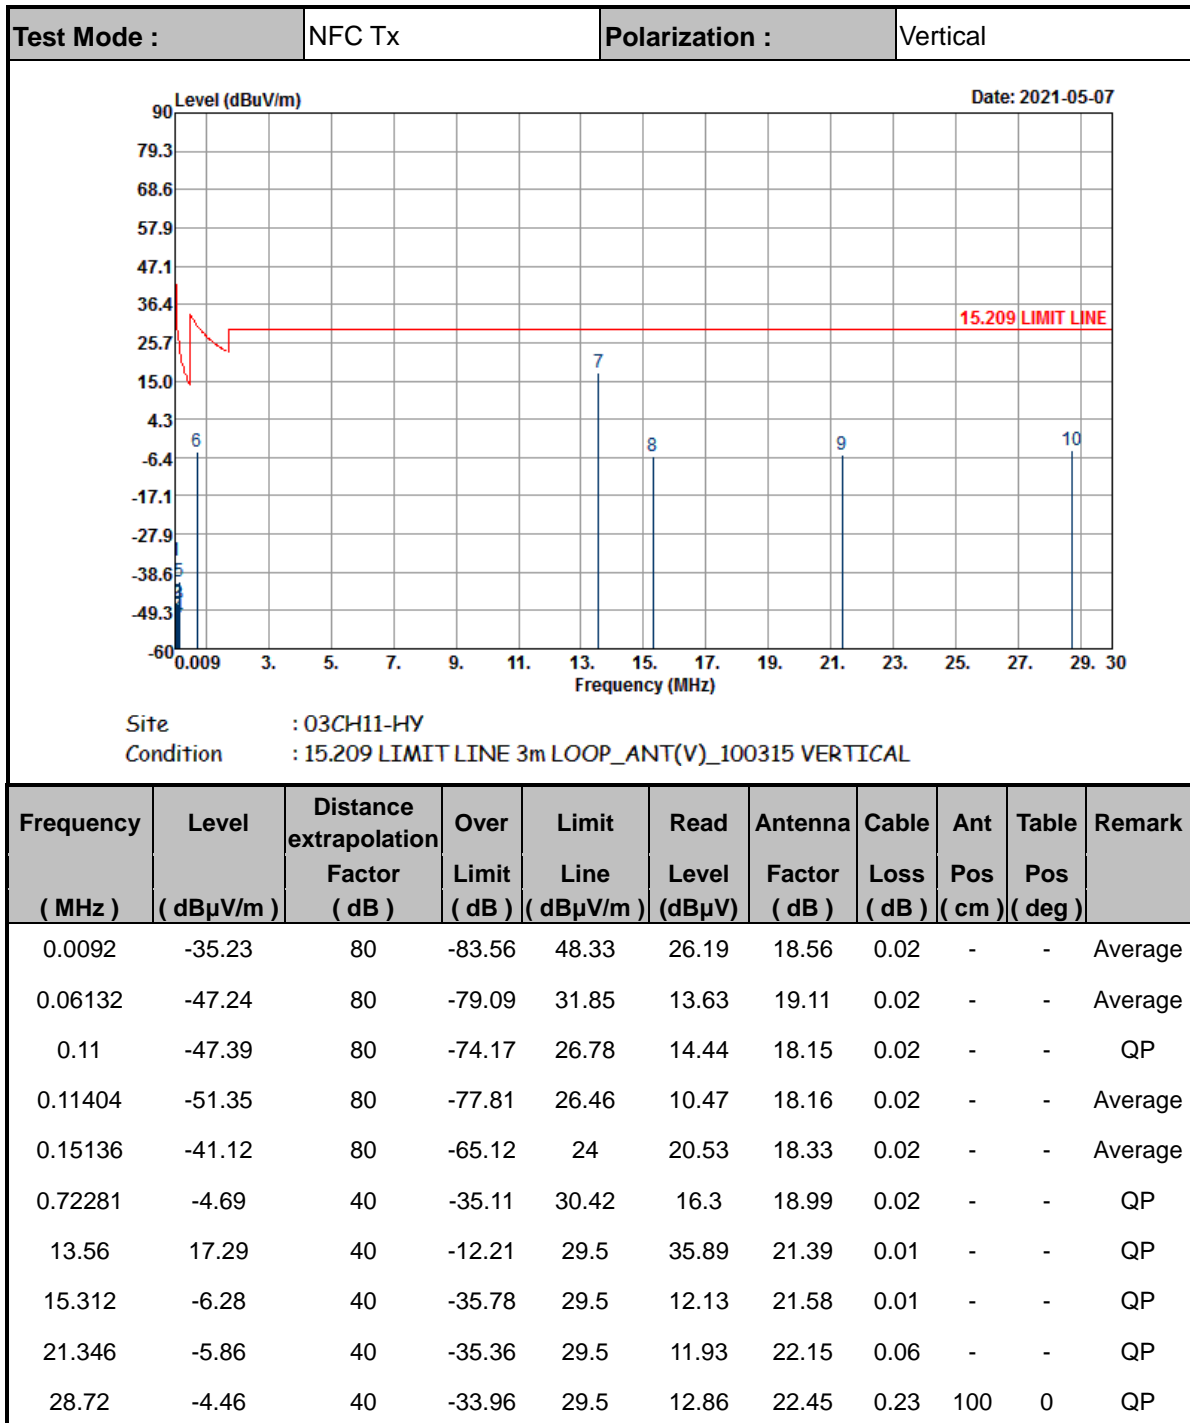 Test Mode : NFC Tx Polarization : Vertical
Level (dBuV/m) Date: 2021-05-07
90
79.3
68.6
57.9
47.1
36.4
25.7
15.0
4.3
-6.4
-17.1
-27.9
-38.6
-49.3
-60
15.209 LIMIT LINE
5
6
7
8
9
10
0.009 3. 5. 7. 9. 11. 13. 15. 17. 19. 21. 23. 25. 27. 29. 30
Frequency (MHz)
Site : 03CH11-HY
Condition : 15.209 LIMIT LINE 3m LOOP_ANT(V)_100315 VERTICAL
Frequency Level Distance extrapolation Over Limit Read Antenna Cable Ant Table Remark
Factor Limit Line Level Factor Loss Pos Pos
( MHz ) ( dBµV/m ) ( dB ) ( dB ) ( dBµV/m ) (dBµV) ( dB ) ( dB ) ( cm ) ( deg )
0.0092 -35.23 80 -83.56 48.33 26.19 18.56 0.02 - - Average
0.06132 -47.24 80 -79.09 31.85 13.63 19.11 0.02 - - Average
0.11 -47.39 80 -74.17 26.78 14.44 18.15 0.02 - - QP
0.11404 -51.35 80 -77.81 26.46 10.47 18.16 0.02 - - Average
0.15136 -41.12 80 -65.12 24 20.53 18.33 0.02 - - Average
0.72281 -4.69 40 -35.11 30.42 16.3 18.99 0.02 - - QP
13.56 17.29 40 -12.21 29.5 35.89 21.39 0.01 - - QP
15.312 -6.28 40 -35.78 29.5 12.13 21.58 0.01 - - QP
21.346 -5.86 40 -35.36 29.5 11.93 22.15 0.06 - - QP
28.72 -4.46 40 -33.96 29.5 12.86 22.45 0.23 100 0 QP